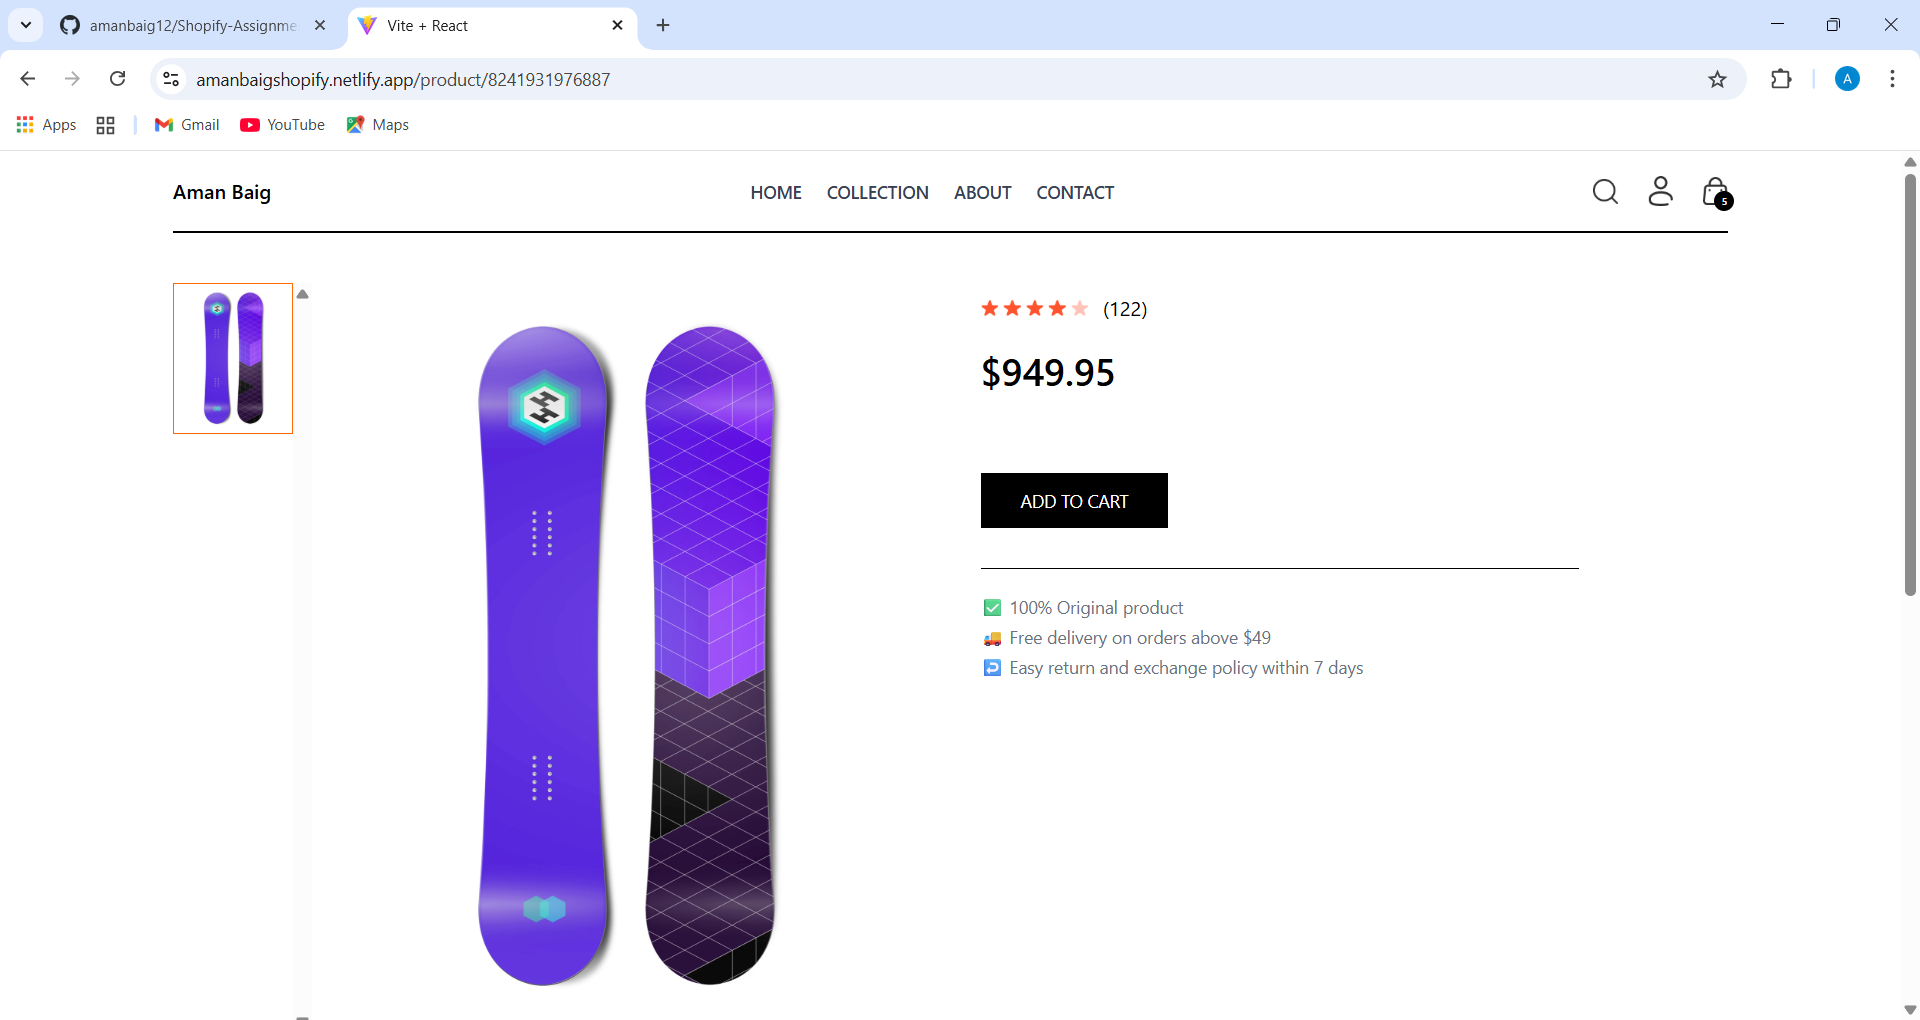 amanbaig12/Shopify-Assignme
Vite + React
amanbaigshopify.netlify.app/product/8241931976887
A
Apps
Gmail
YouTube
Maps
Aman Baig
HOME
COLLECTION
ABOUT
CONTACT
5
(122)
$949.95
ADD TO CART
100% Original product
Free delivery on orders above $49
Easy return and exchange policy within 7 days